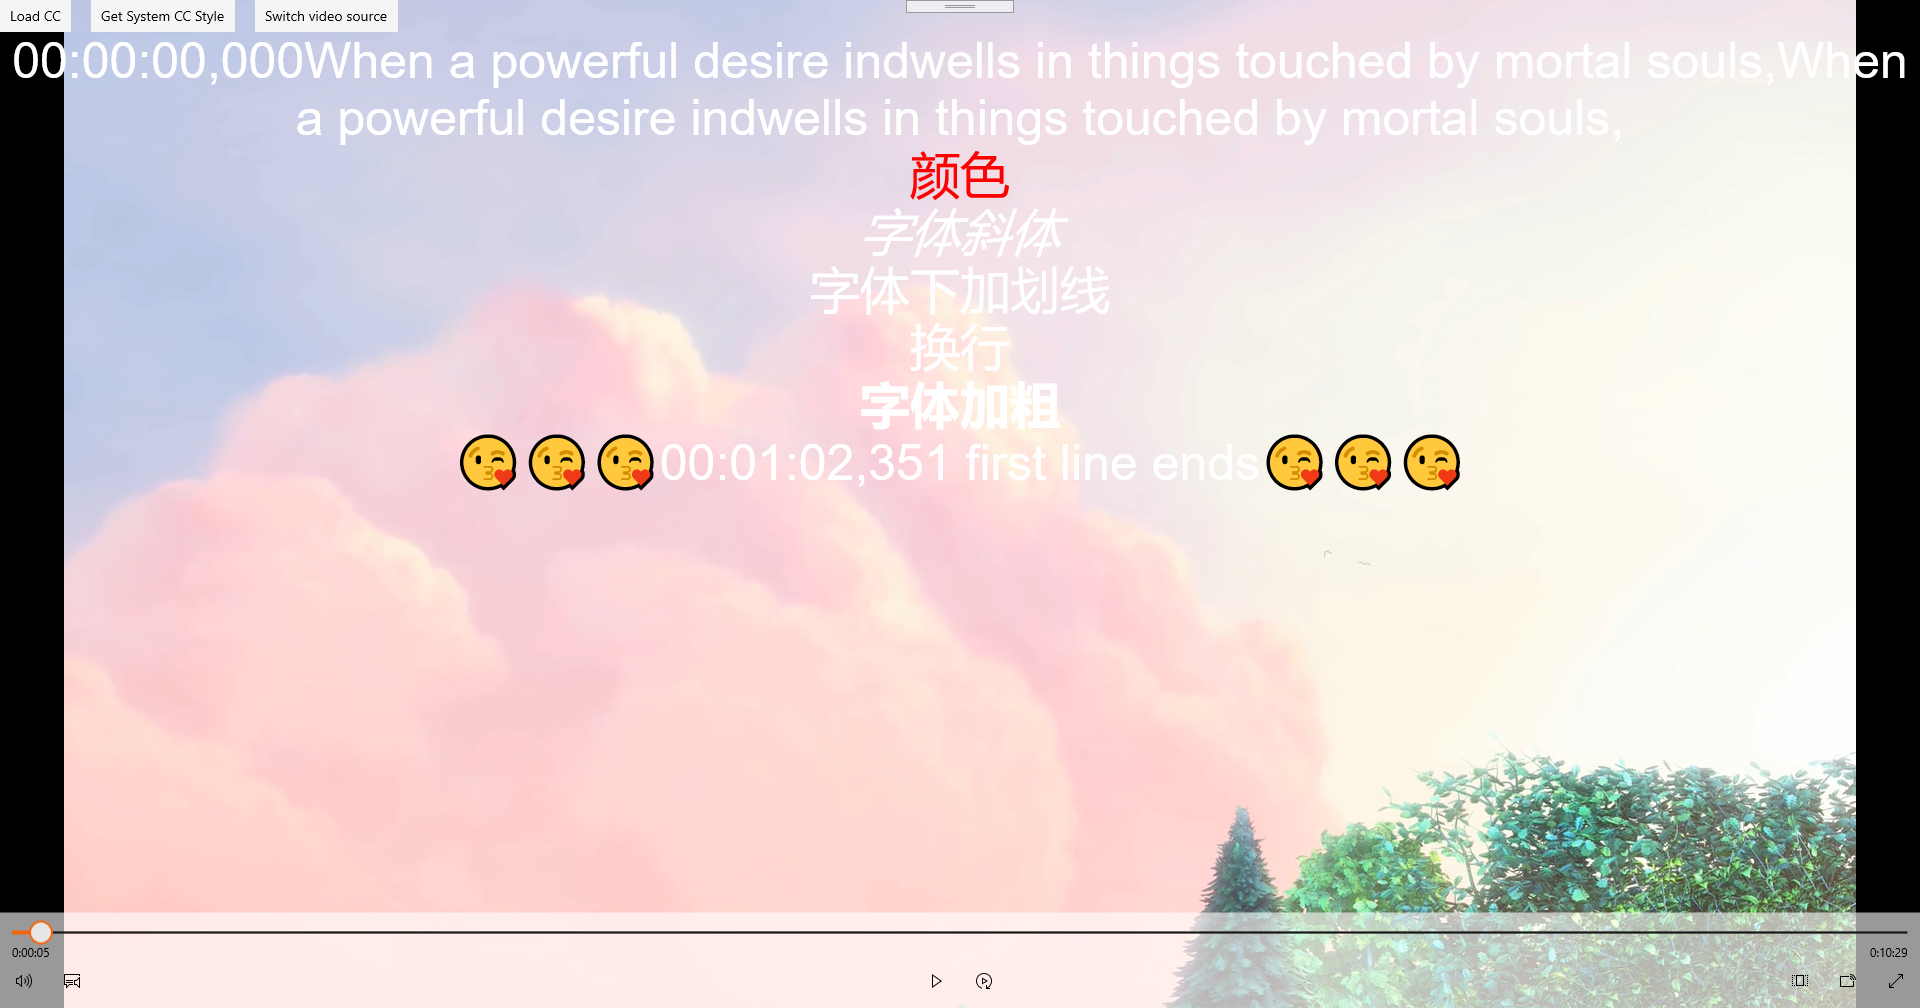 Load CC
Get System CC Style
Switch video source
00:00:00,000When a powerful desire indwells in things touched by mortal souls,When
a powerful desire indwells in things touched by mortal souls,
颜色
字体斜体
字体下加划线
换行
字体加粗
😘😘😘00:01:02,351 first line ends😘😘😘
0:00:05
0:10:29